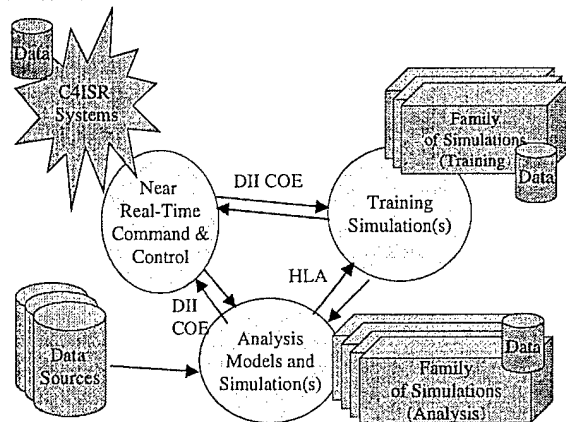 Data
C4ISR
Systems
Family
of Simulations
(Training)
Data
Near
Real-Time
Command &
Control
DII COE
Training
Simulation(s)
HLA
DII
COE
Analysis
Models and
Simulation(s)
Data
Sources
Data
Family
of Simulations
(Analysis)